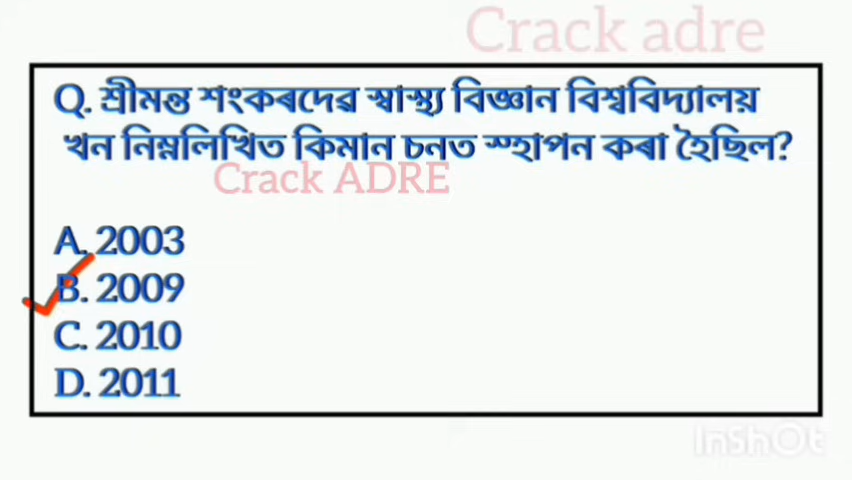 Crack adre
Q. শ্ৰীমন্ত শংকৰদেৱ স্বাস্থ্য বিজ্ঞান বিশ্ববিদ্যালয়
খন নিম্নলিখিত কিমান চনত স্হাপন কৰা হৈছিল?
Crack ADRE
A. 2003
B. 2009
C. 2010
D. 2011
InShOt